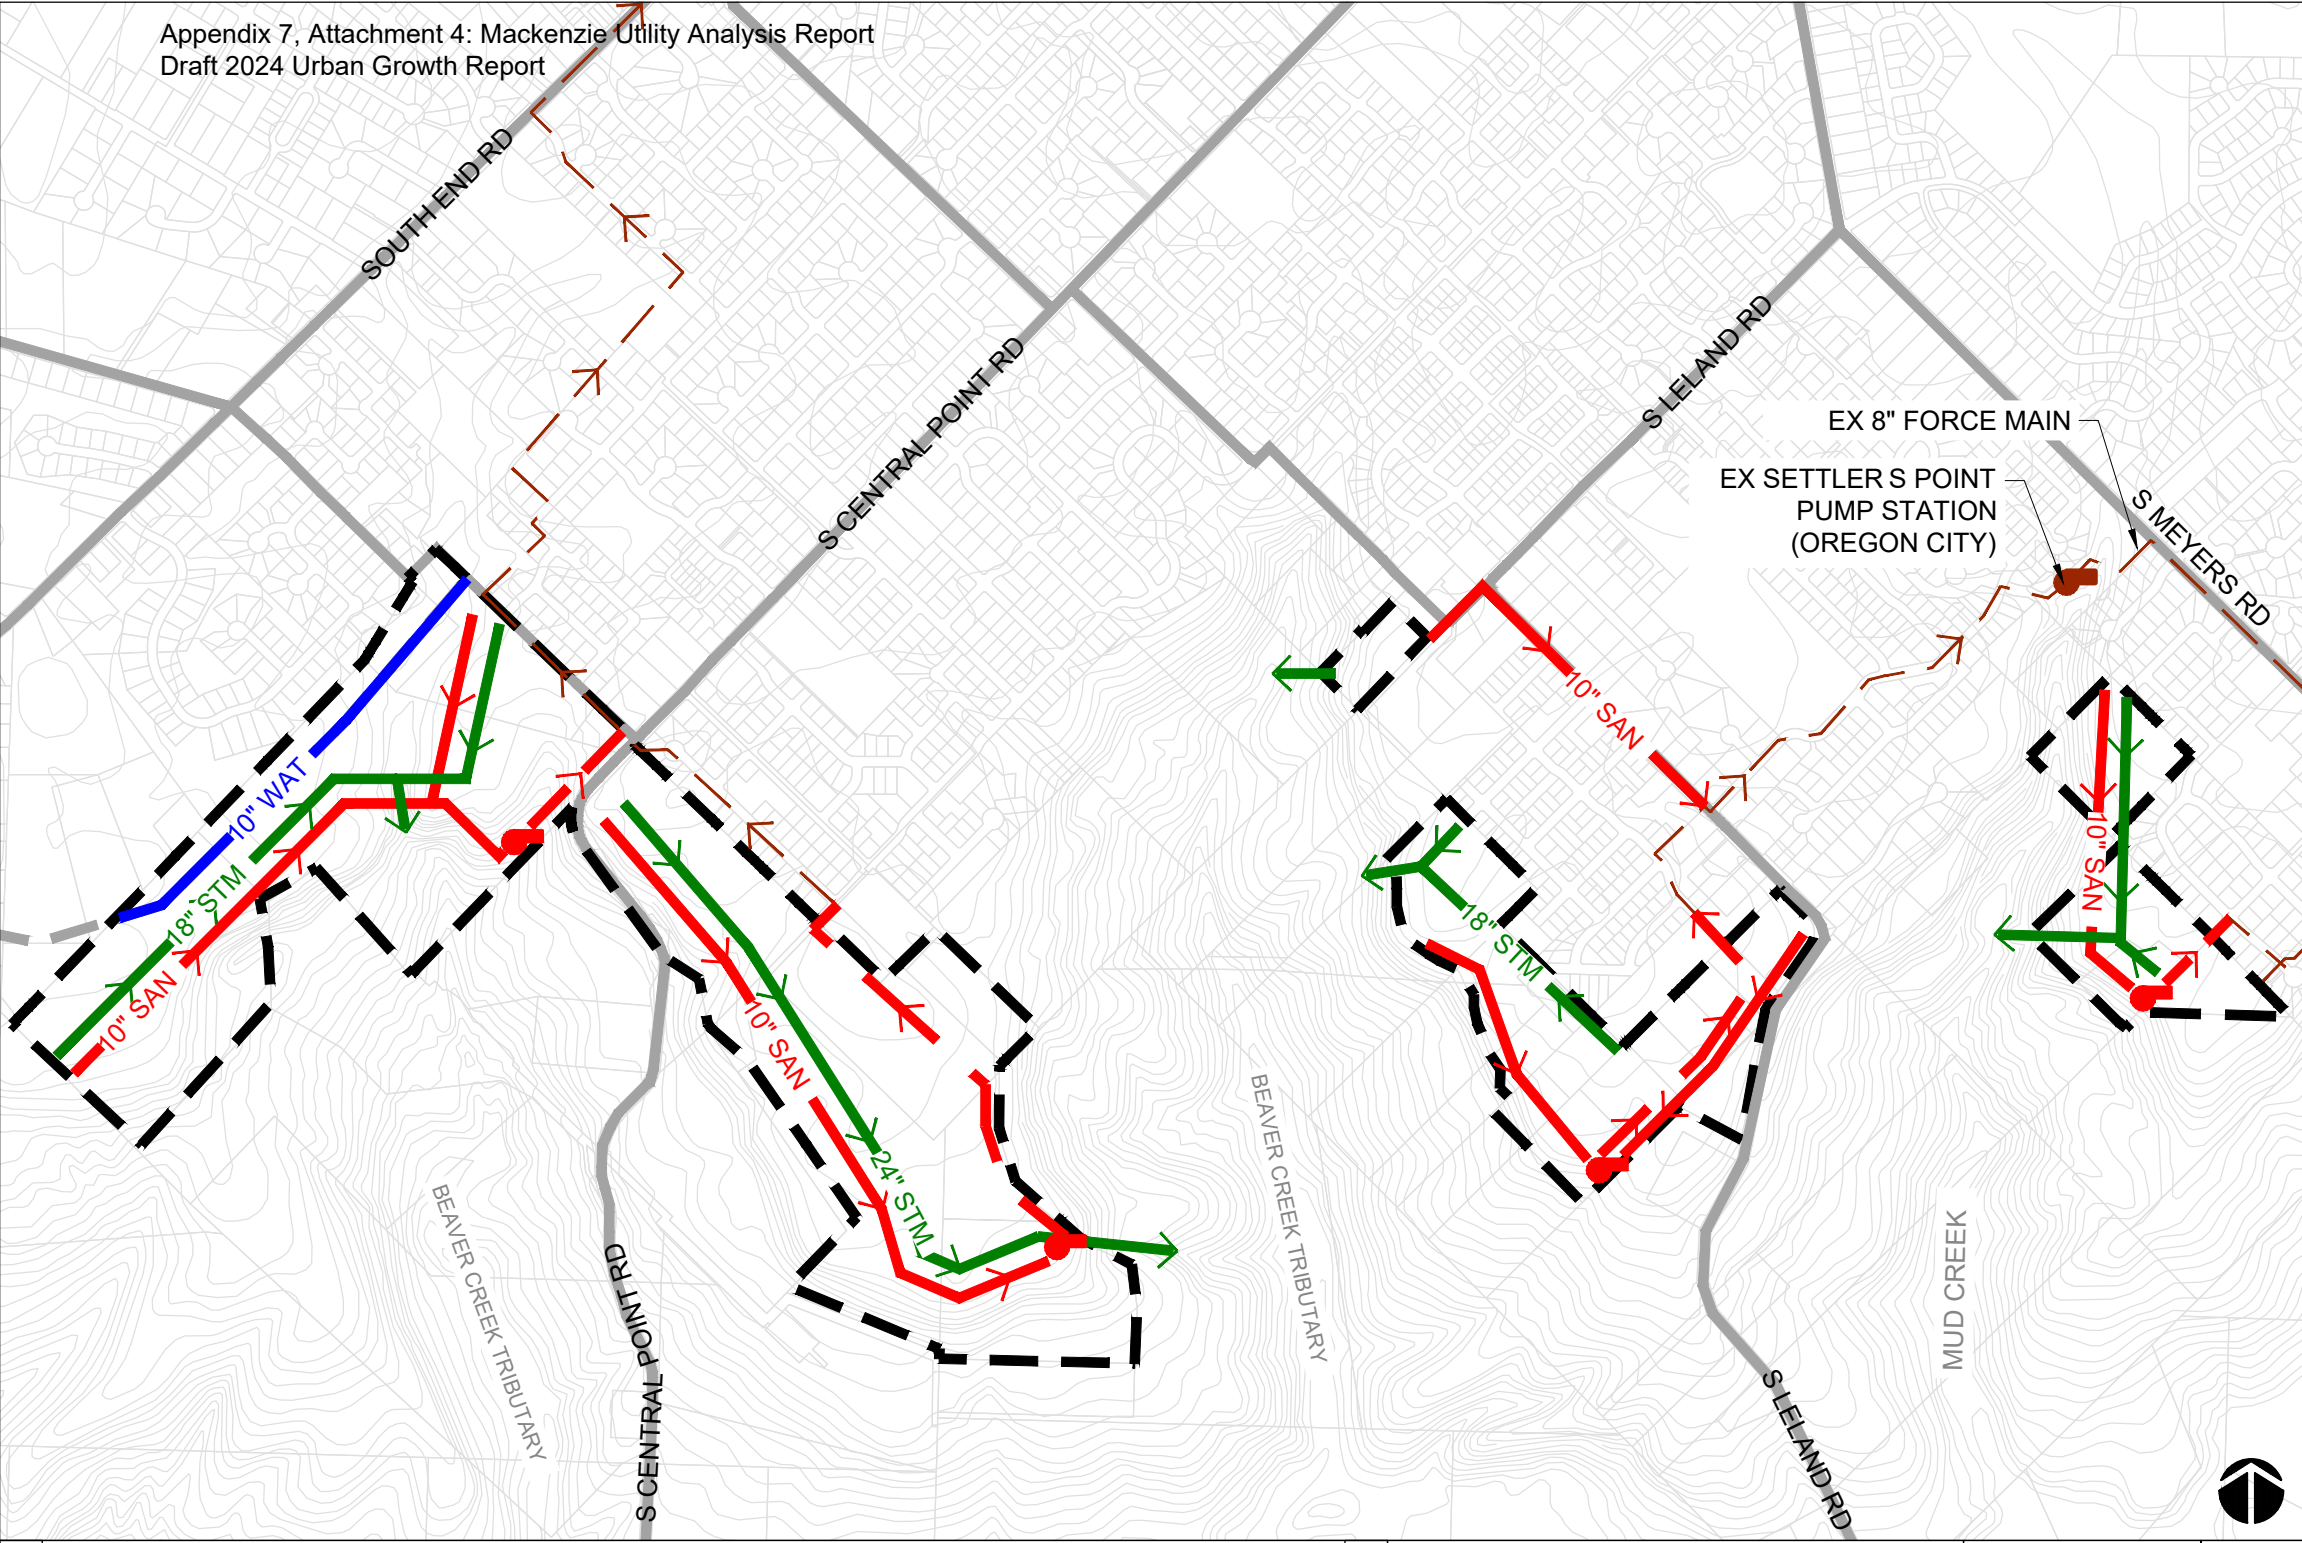 Appendix 7, Attachment 4: Mackenzie Utility Analysis Report
Draft 2024 Urban Growth Report
SOUTH END RD
S CENTRAL POINT RD
S LELAND RD
EX 8" FORCE MAIN
EX SETTLER S POINT
PUMP STATION
(OREGON CITY)
S MEYERS RD
10" WAT
18" STM
10" SAN
10" SAN
24" STM
10" SAN
18" STM
10" SAN
BEAVER CREEK TRIBUTARY
S CENTRAL POINT RD
S CENTRAL POINT RD
BEAVER CREEK TRIBUTARY
MUD CREEK
S LELAND RD